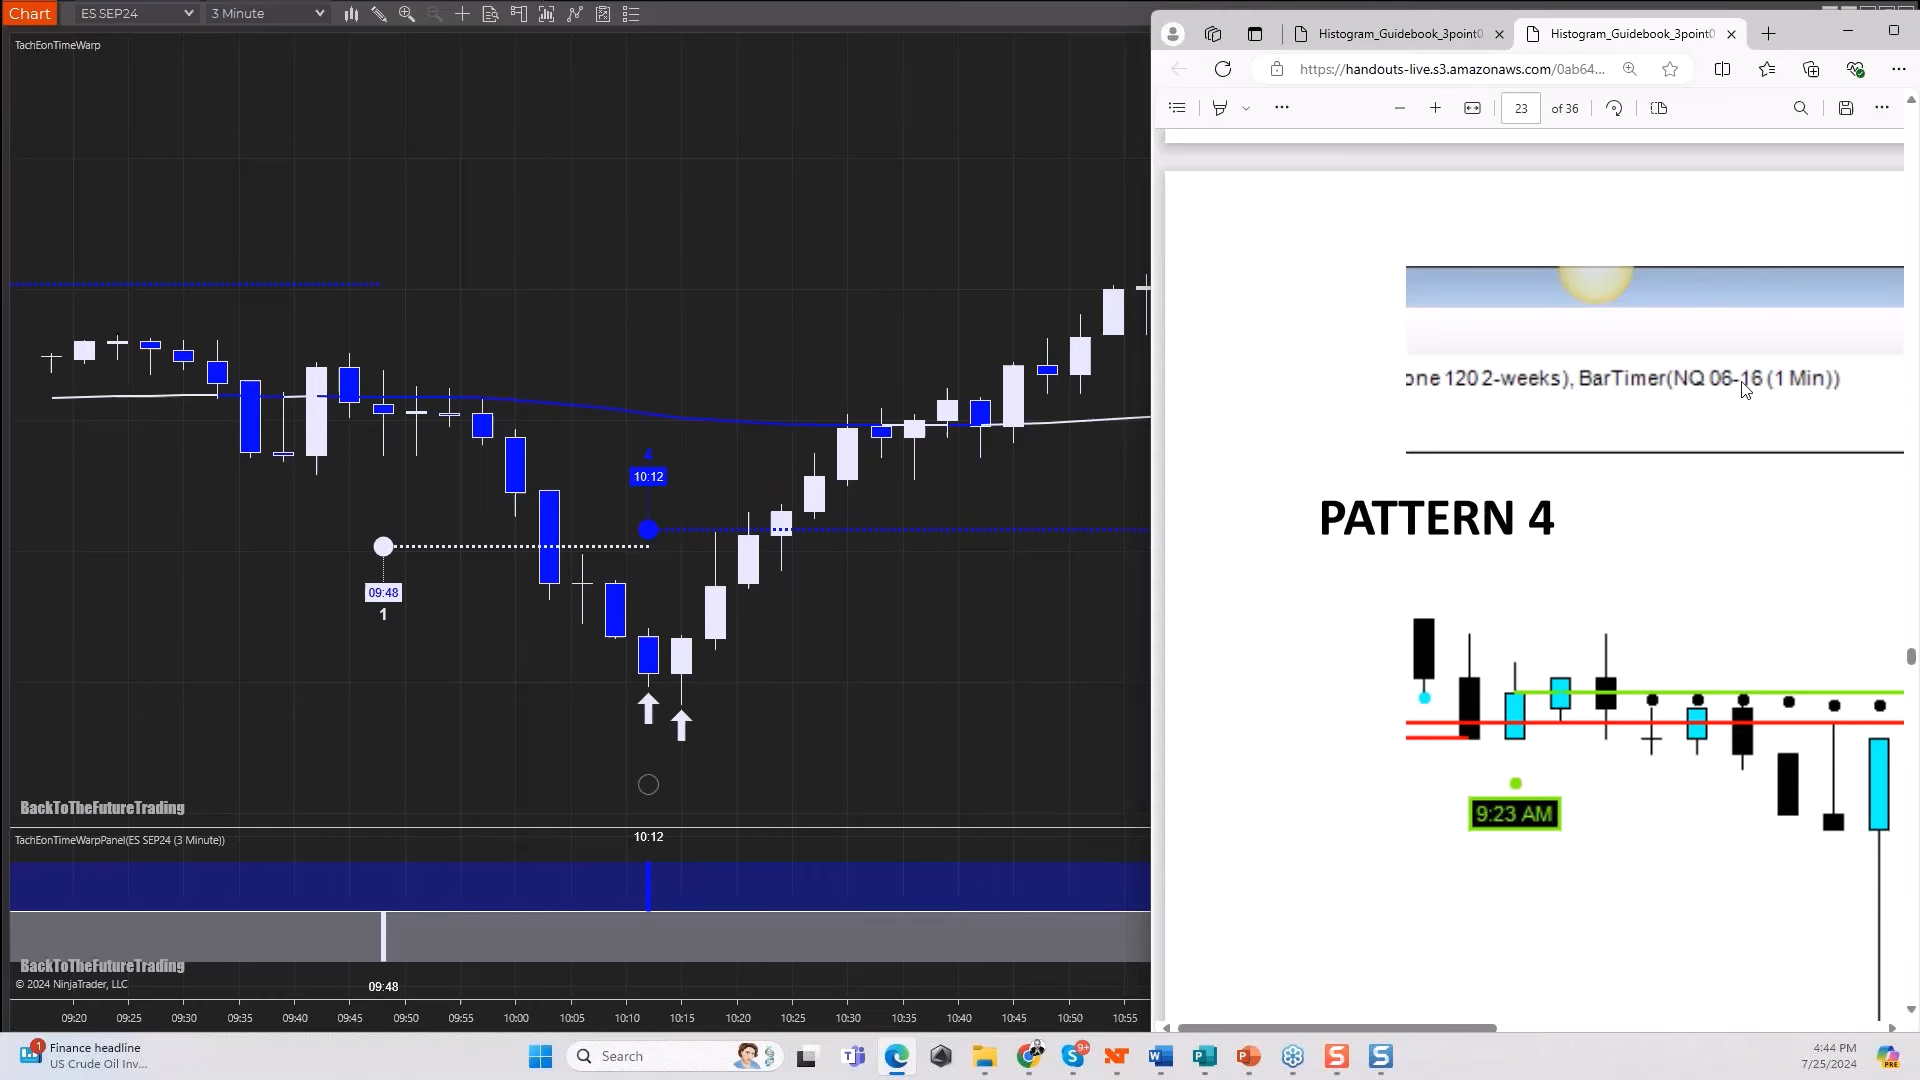 Chart
ES SEP24
3 Minute
TachEonTimeWarp
4
10:12
09:48
1
BackToTheFutureTrading
10:12
TachEonTimeWarpPanel(ES SEP24 (3 Minute))
BackToTheFutureTrading
© 2024 NinjaTrader, LLC
09:48
09:20 09:25 09:30 09:35 09:40 09:45 09:50 09:55 10:00 10:05 10:10 10:15 10:20 10:25 10:30 10:35 10:40 10:45 10:50 10:55
Histogram_Guidebook_3point0
Histogram_Guidebook_3point0
https://handouts-live.s3.amazonaws.com/0ab64...
23 of 36
one 120 2-weeks), BarTimer(NQ 06-16 (1 Min))
PATTERN 4
9:23 AM
1
Finance headline
US Crude Oil Inv...
Search
9+
4:44 PM
7/25/2024
PRE